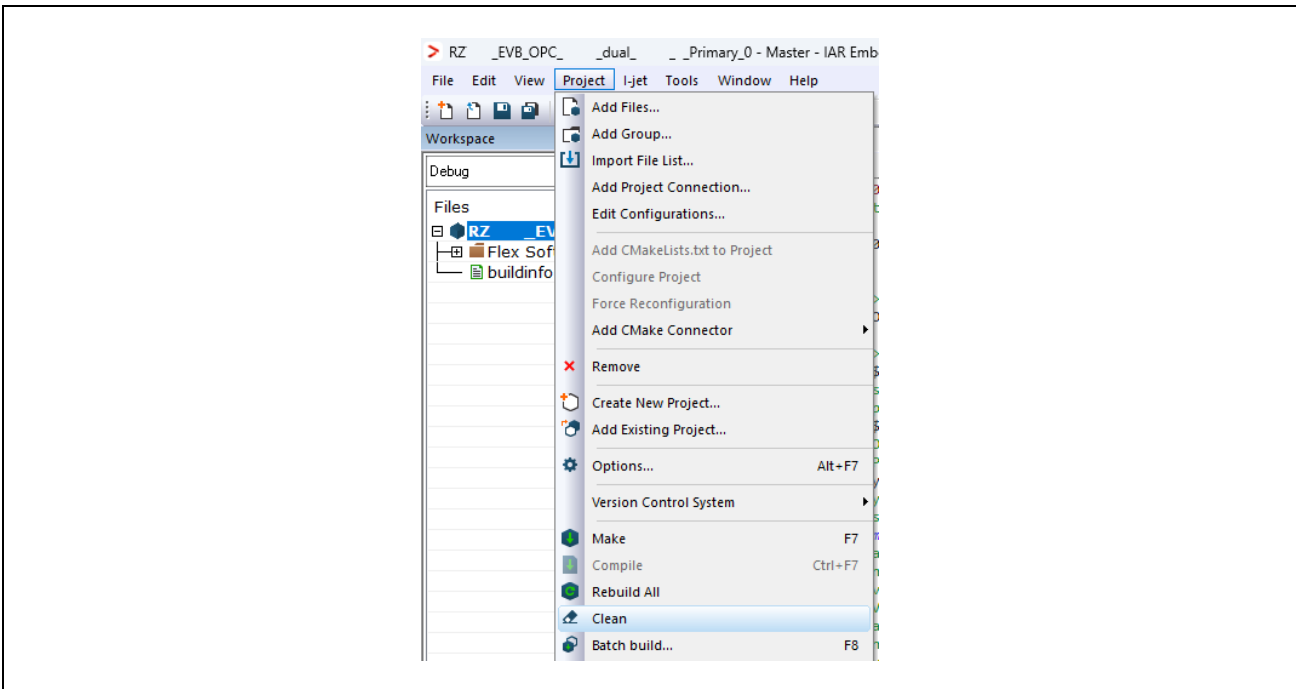 RZ _EVB_OPC_ _dual_ _ _Primary_0 - Master - IAR Emb
File Edit View Project I-jet Tools Window Help
Workspace
Debug
Files
RZ _EV
Flex Sof
buildinfo
Add Files...
Add Group...
Import File List...
Add Project Connection...
Edit Configurations...
Add CMakeLists.txt to Project
Configure Project
Force Reconfiguration
Add CMake Connector
Remove
Create New Project...
Add Existing Project...
Options... Alt+F7
Version Control System
Make F7
Compile Ctrl+F7
Rebuild All
Clean
Batch build... F8